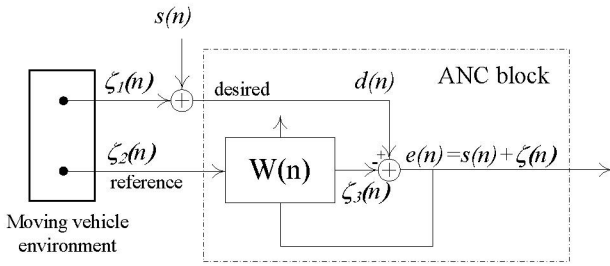 s(n)
ζ₁(n)
desired
d(n)
ANC block
+
ζ₂(n)
reference
W(n)
-
ζ₃(n)
e(n)=s(n)+ζ(n)
Moving vehicle
environment